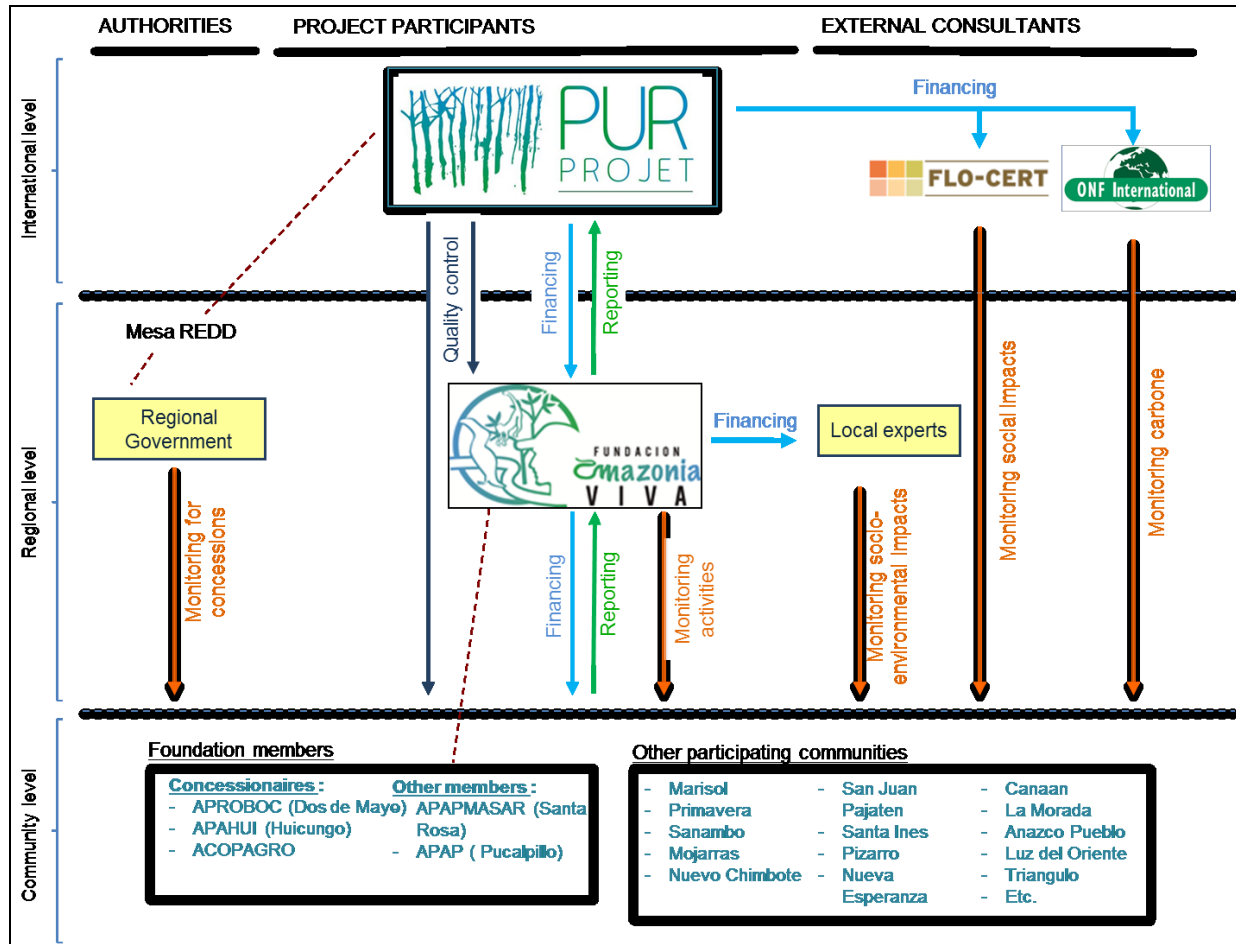 AUTHORITIES
PROJECT PARTICIPANTS
EXTERNAL CONSULTANTS
International level
PUR
PROJET
Financing
FLO-CERT
ONF International
Quality control
Financing
Reporting
Regional level
Mesa REDD
Regional
Government
FUNDACION
amazonia
VIVA
Financing
Local experts
Monitoring for
concessions
Financing
Reporting
Monitoring
activities
Monitoring socio-
environmental impacts
Monitoring social impacts
Monitoring carbone
Community level
Foundation members
Concessionaires :
- APROBOC (Dos de Mayo)
- APAHUI (Huicungo)
- ACOPAGRO
Other members :
- APAPMASAR (Santa
Rosa)
- APAP ( Pucalpillo)
Other participating communities
- Marisol
- Primavera
- Sanambo
- Mojarras
- Nuevo Chimbote
- San Juan
Pajaten
- Santa Ines
- Pizarro
- Nueva
Esperanza
- Canaan
- La Morada
- Anazco Pueblo
- Luz del Oriente
- Triangulo
- Etc.